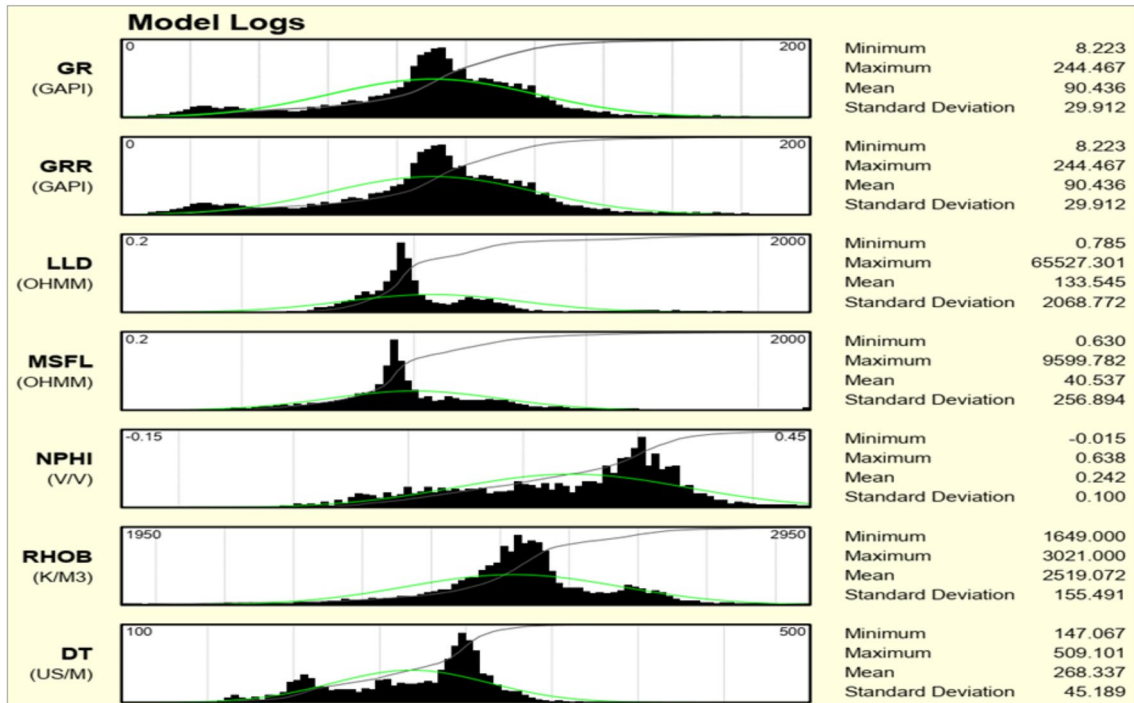 Model Logs
GR
(GAPI)
0
200
Minimum 8.223
Maximum 244.467
Mean 90.436
Standard Deviation 29.912
GRR
(GAPI)
0
200
Minimum 8.223
Maximum 244.467
Mean 90.436
Standard Deviation 29.912
LLD
(OHMM)
0.2
2000
Minimum 0.785
Maximum 65527.301
Mean 133.545
Standard Deviation 2068.772
MSFL
(OHMM)
0.2
2000
Minimum 0.630
Maximum 9599.782
Mean 40.537
Standard Deviation 256.894
NPHI
(V/V)
-0.15
0.45
Minimum -0.015
Maximum 0.638
Mean 0.242
Standard Deviation 0.100
RHOB
(K/M3)
1950
2950
Minimum 1649.000
Maximum 3021.000
Mean 2519.072
Standard Deviation 155.491
DT
(US/M)
100
500
Minimum 147.067
Maximum 509.101
Mean 268.337
Standard Deviation 45.189